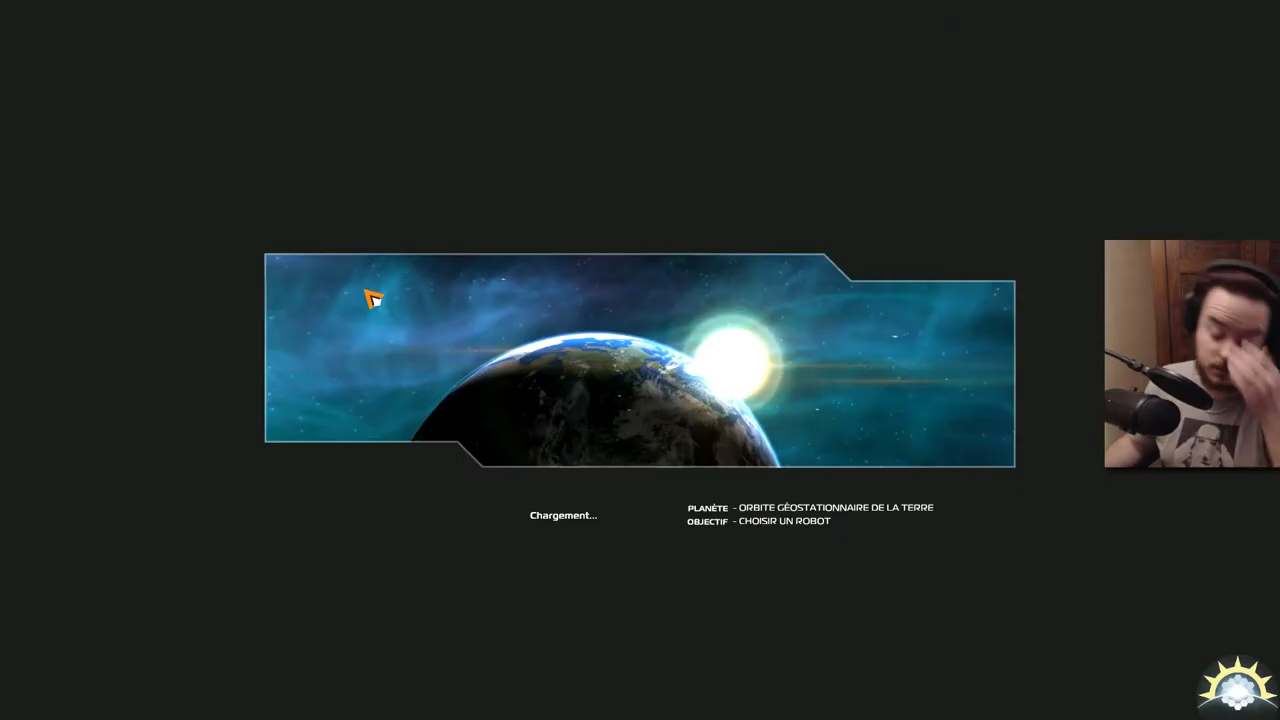 Chargement...
PLANÈTE - ORBITE GÉOSTATIONNAIRE DE LA TERRE
OBJECTIF - CHOISIR UN ROBOT